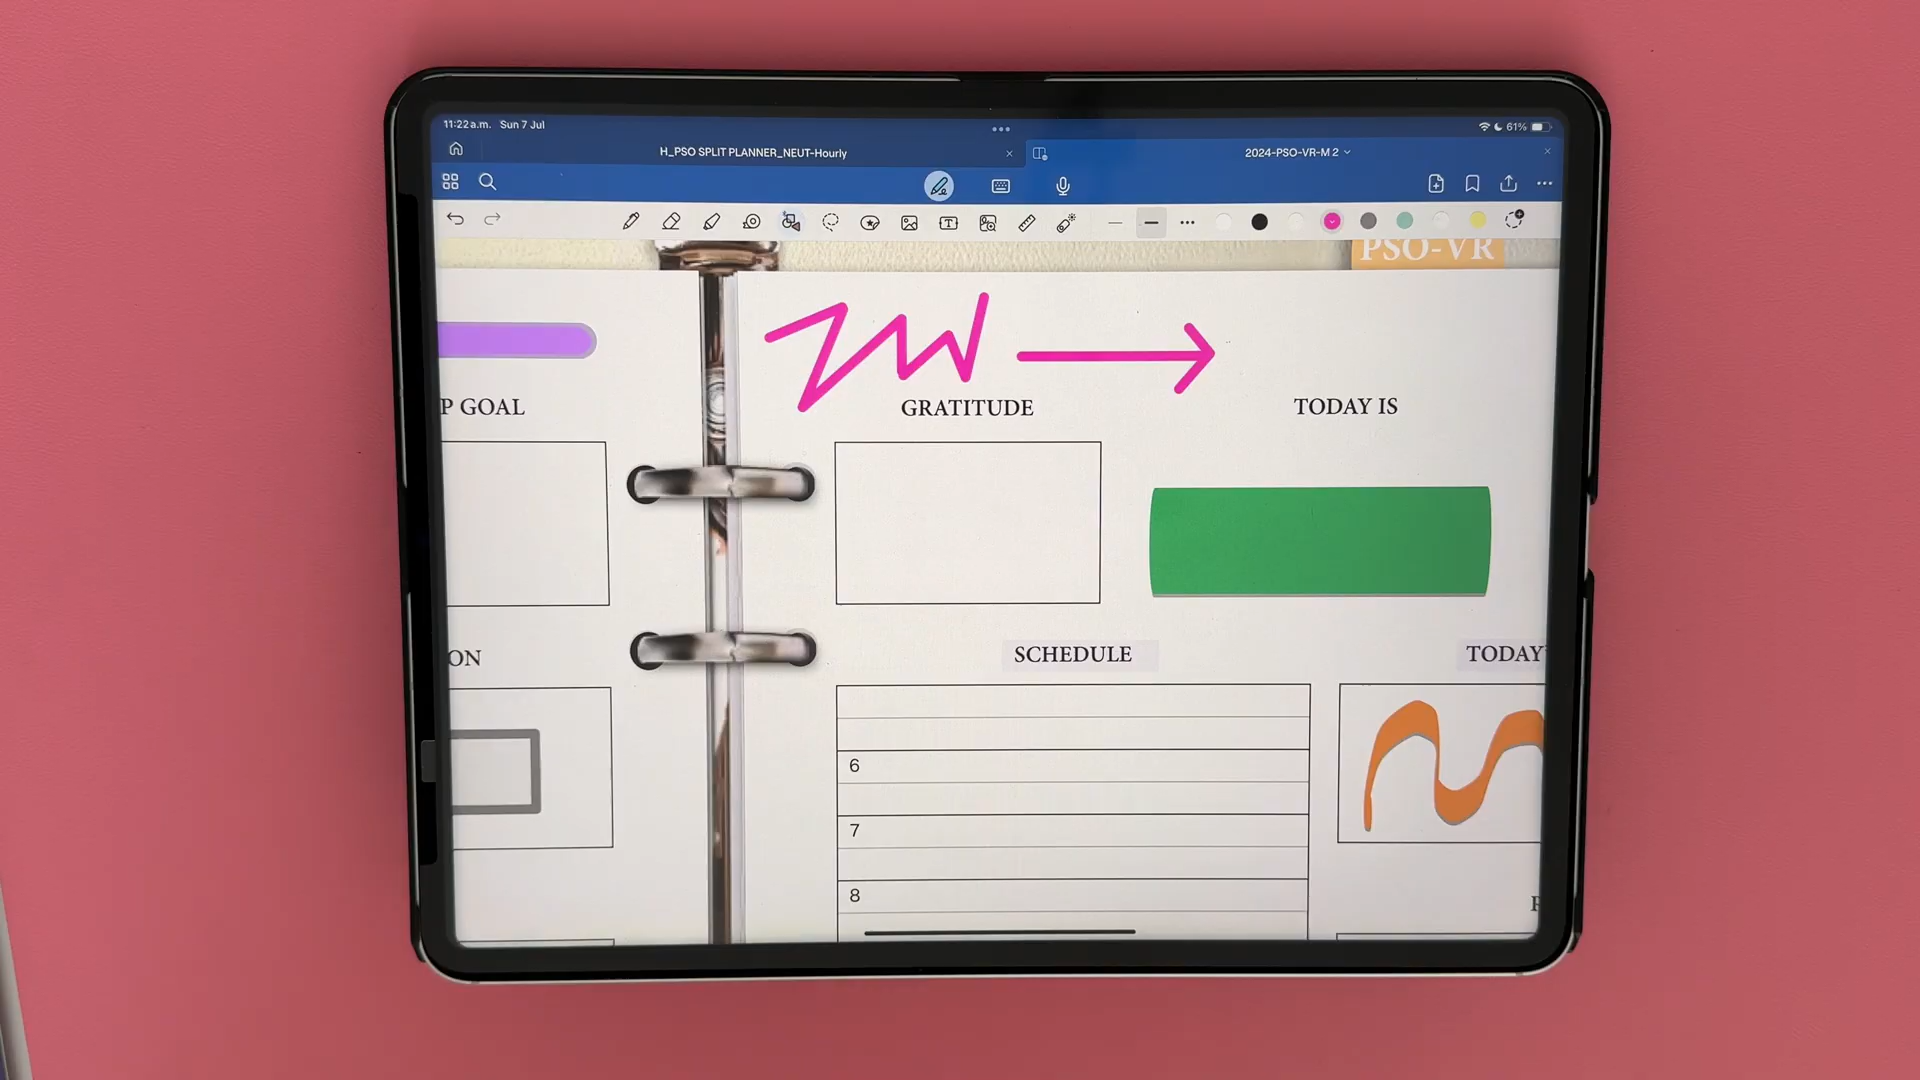 11:22 a.m. Sun 7 Jul
61%
H_PSO SPLIT PLANNER_NEUT-Hourly
2024-PSO-VR-M 2
PSO-VR
P GOAL
GRATITUDE
TODAY IS
ON
SCHEDULE
TODAY'
6
7
8